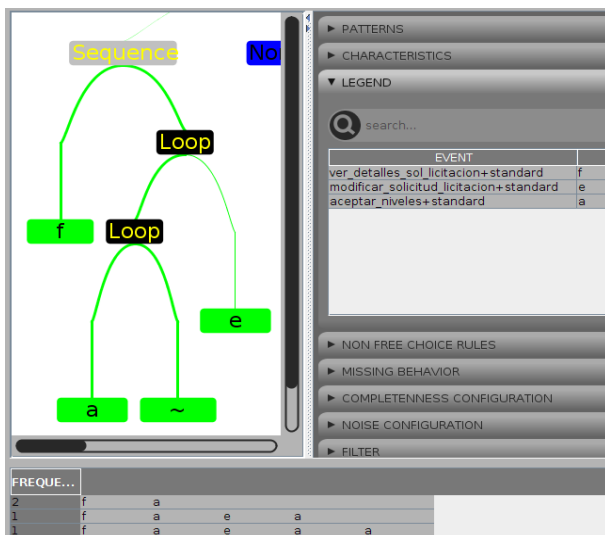 Sequence
No
Loop
f
Loop
e
a
~
PATTERNS
CHARACTERISTICS
LEGEND
search...
EVENT
ver_detalles_sol_licitacion+standard f
modificar_solicitud_licitacion+standard e
aceptar_niveles+standard a
NON FREE CHOICE RULES
MISSING BEHAVIOR
COMPLETENNESS CONFIGURATION
NOISE CONFIGURATION
FILTER
FREQUE...
2 f a
1 f a e a
1 f a e a a